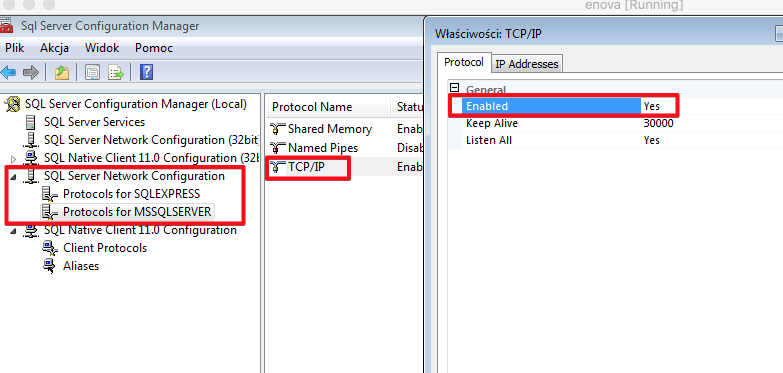 enova [Running]
Sql Server Configuration Manager
Plik Akcja Widok Pomoc
SQL Server Configuration Manager (Local)
SQL Server Services
SQL Server Network Configuration (32bit
SQL Native Client 11.0 Configuration (32b
SQL Server Network Configuration
Protocols for SQLEXPRESS
Protocols for MSSQLSERVER
SQL Native Client 11.0 Configuration
Client Protocols
Aliases
Protocol Name Statu
Shared Memory Enab
Named Pipes Disab
TCP/IP Enab
Właściwości: TCP/IP
Protocol IP Addresses
General
Enabled Yes
Keep Alive 30000
Listen All Yes